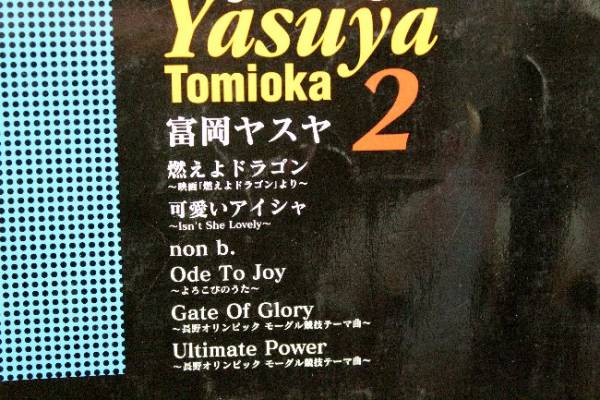 Yasuya
Tomioka
2
富岡ヤスヤ
燃えよドラゴン
～映画「燃えよドラゴン」より～
可愛いアイシャ
～Isn't She Lovely～
non b.
Ode To Joy
～よろこびのうた～
Gate Of Glory
～長野オリンピック モーグル競技テーマ曲～
Ultimate Power
～長野オリンピック モーグル競技テーマ曲～